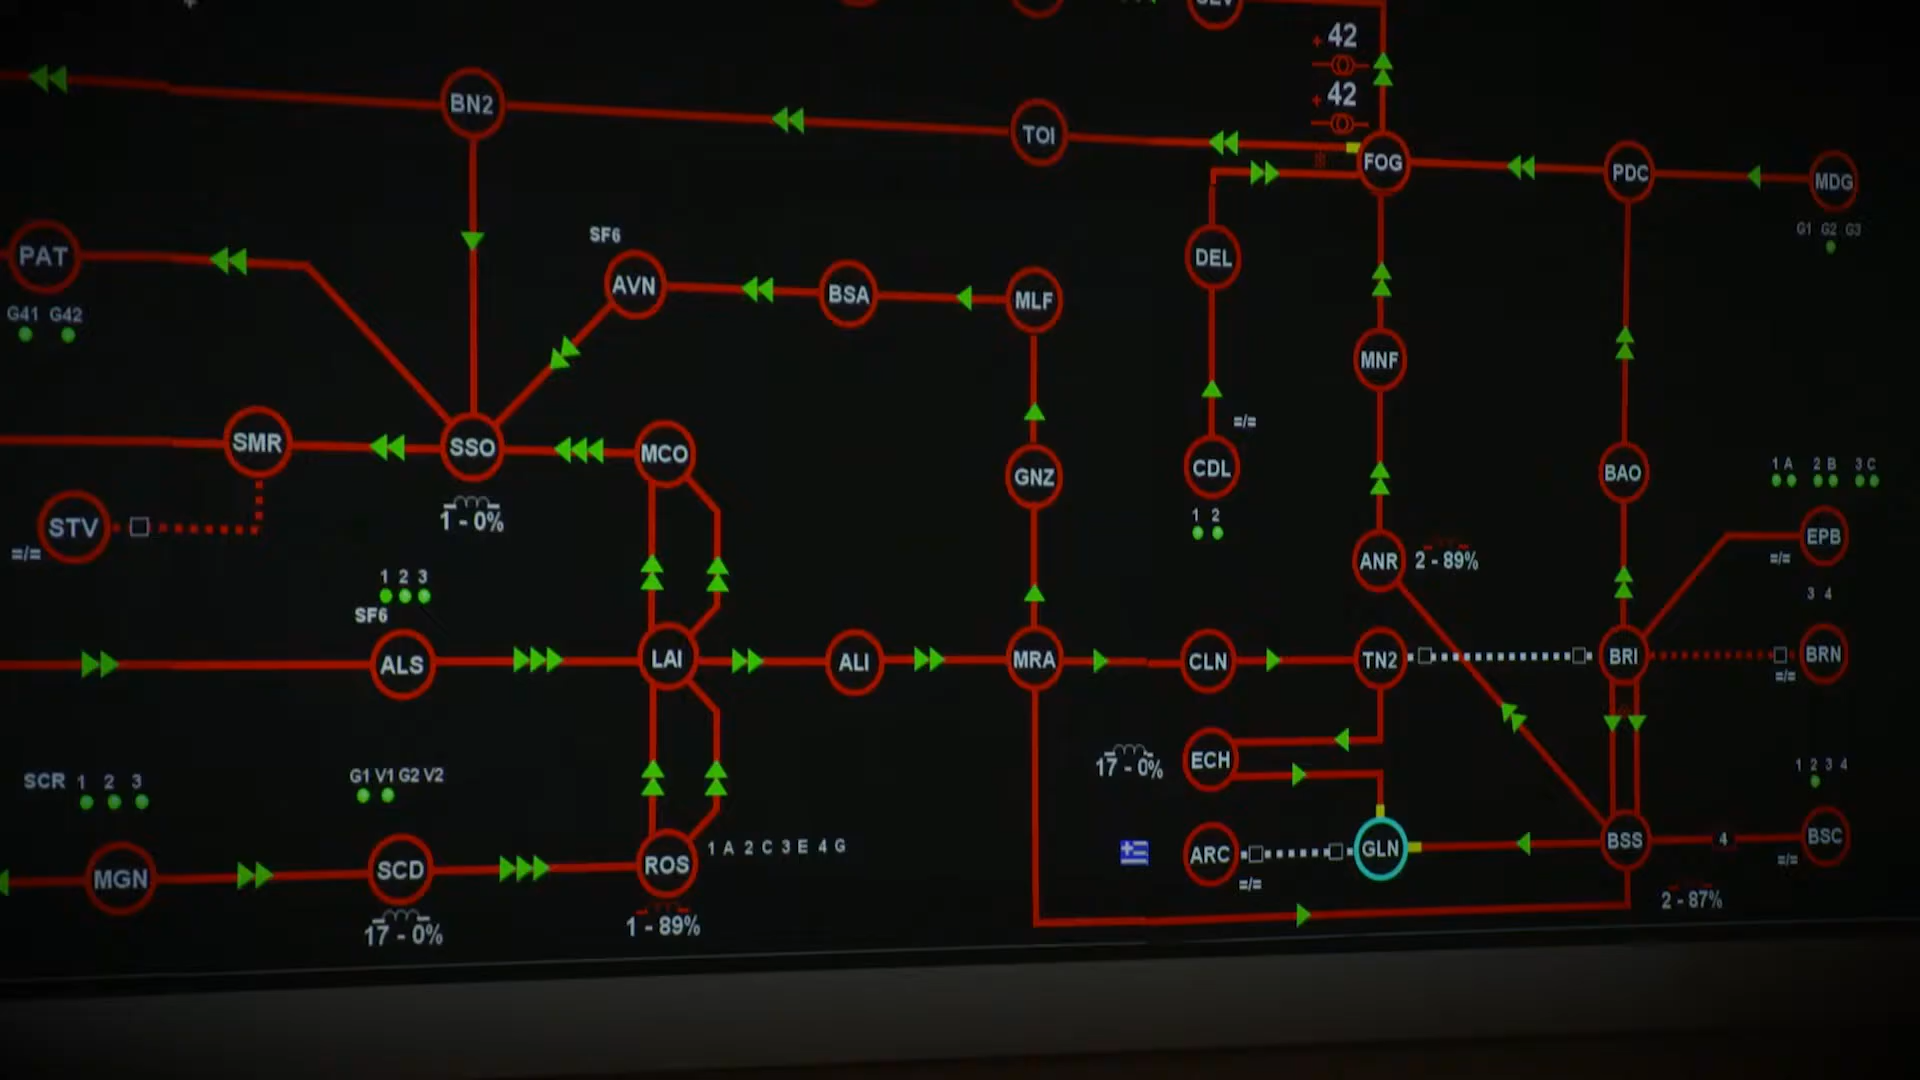 42
42
BN2
TOI
FOG
PDC
MDG
G1 G2 G3
PAT
SF6
AVN
BSA
MLF
DEL
G41 G42
MNF
SMR
SSO
MCO
GNZ
CDL
=/=
BAO
1 A 2 B 3 C
STV
=/=
1 - 0%
1 2
ANR
2 - 89%
EPB
=/=
3 4
1 2 3
SF6
ALS
LAI
ALI
MRA
CLN
TN2
BRI
BRN
=/=
SCR 1 2 3
G1 V1 G2 V2
17 - 0%
ECH
1 2 3 4
MGN
SCD
ROS
1 A 2 C 3 E 4 G
ARC
=/=
GLN
BSS
4
BSC
=/=
17 - 0%
1 - 89%
2 - 87%